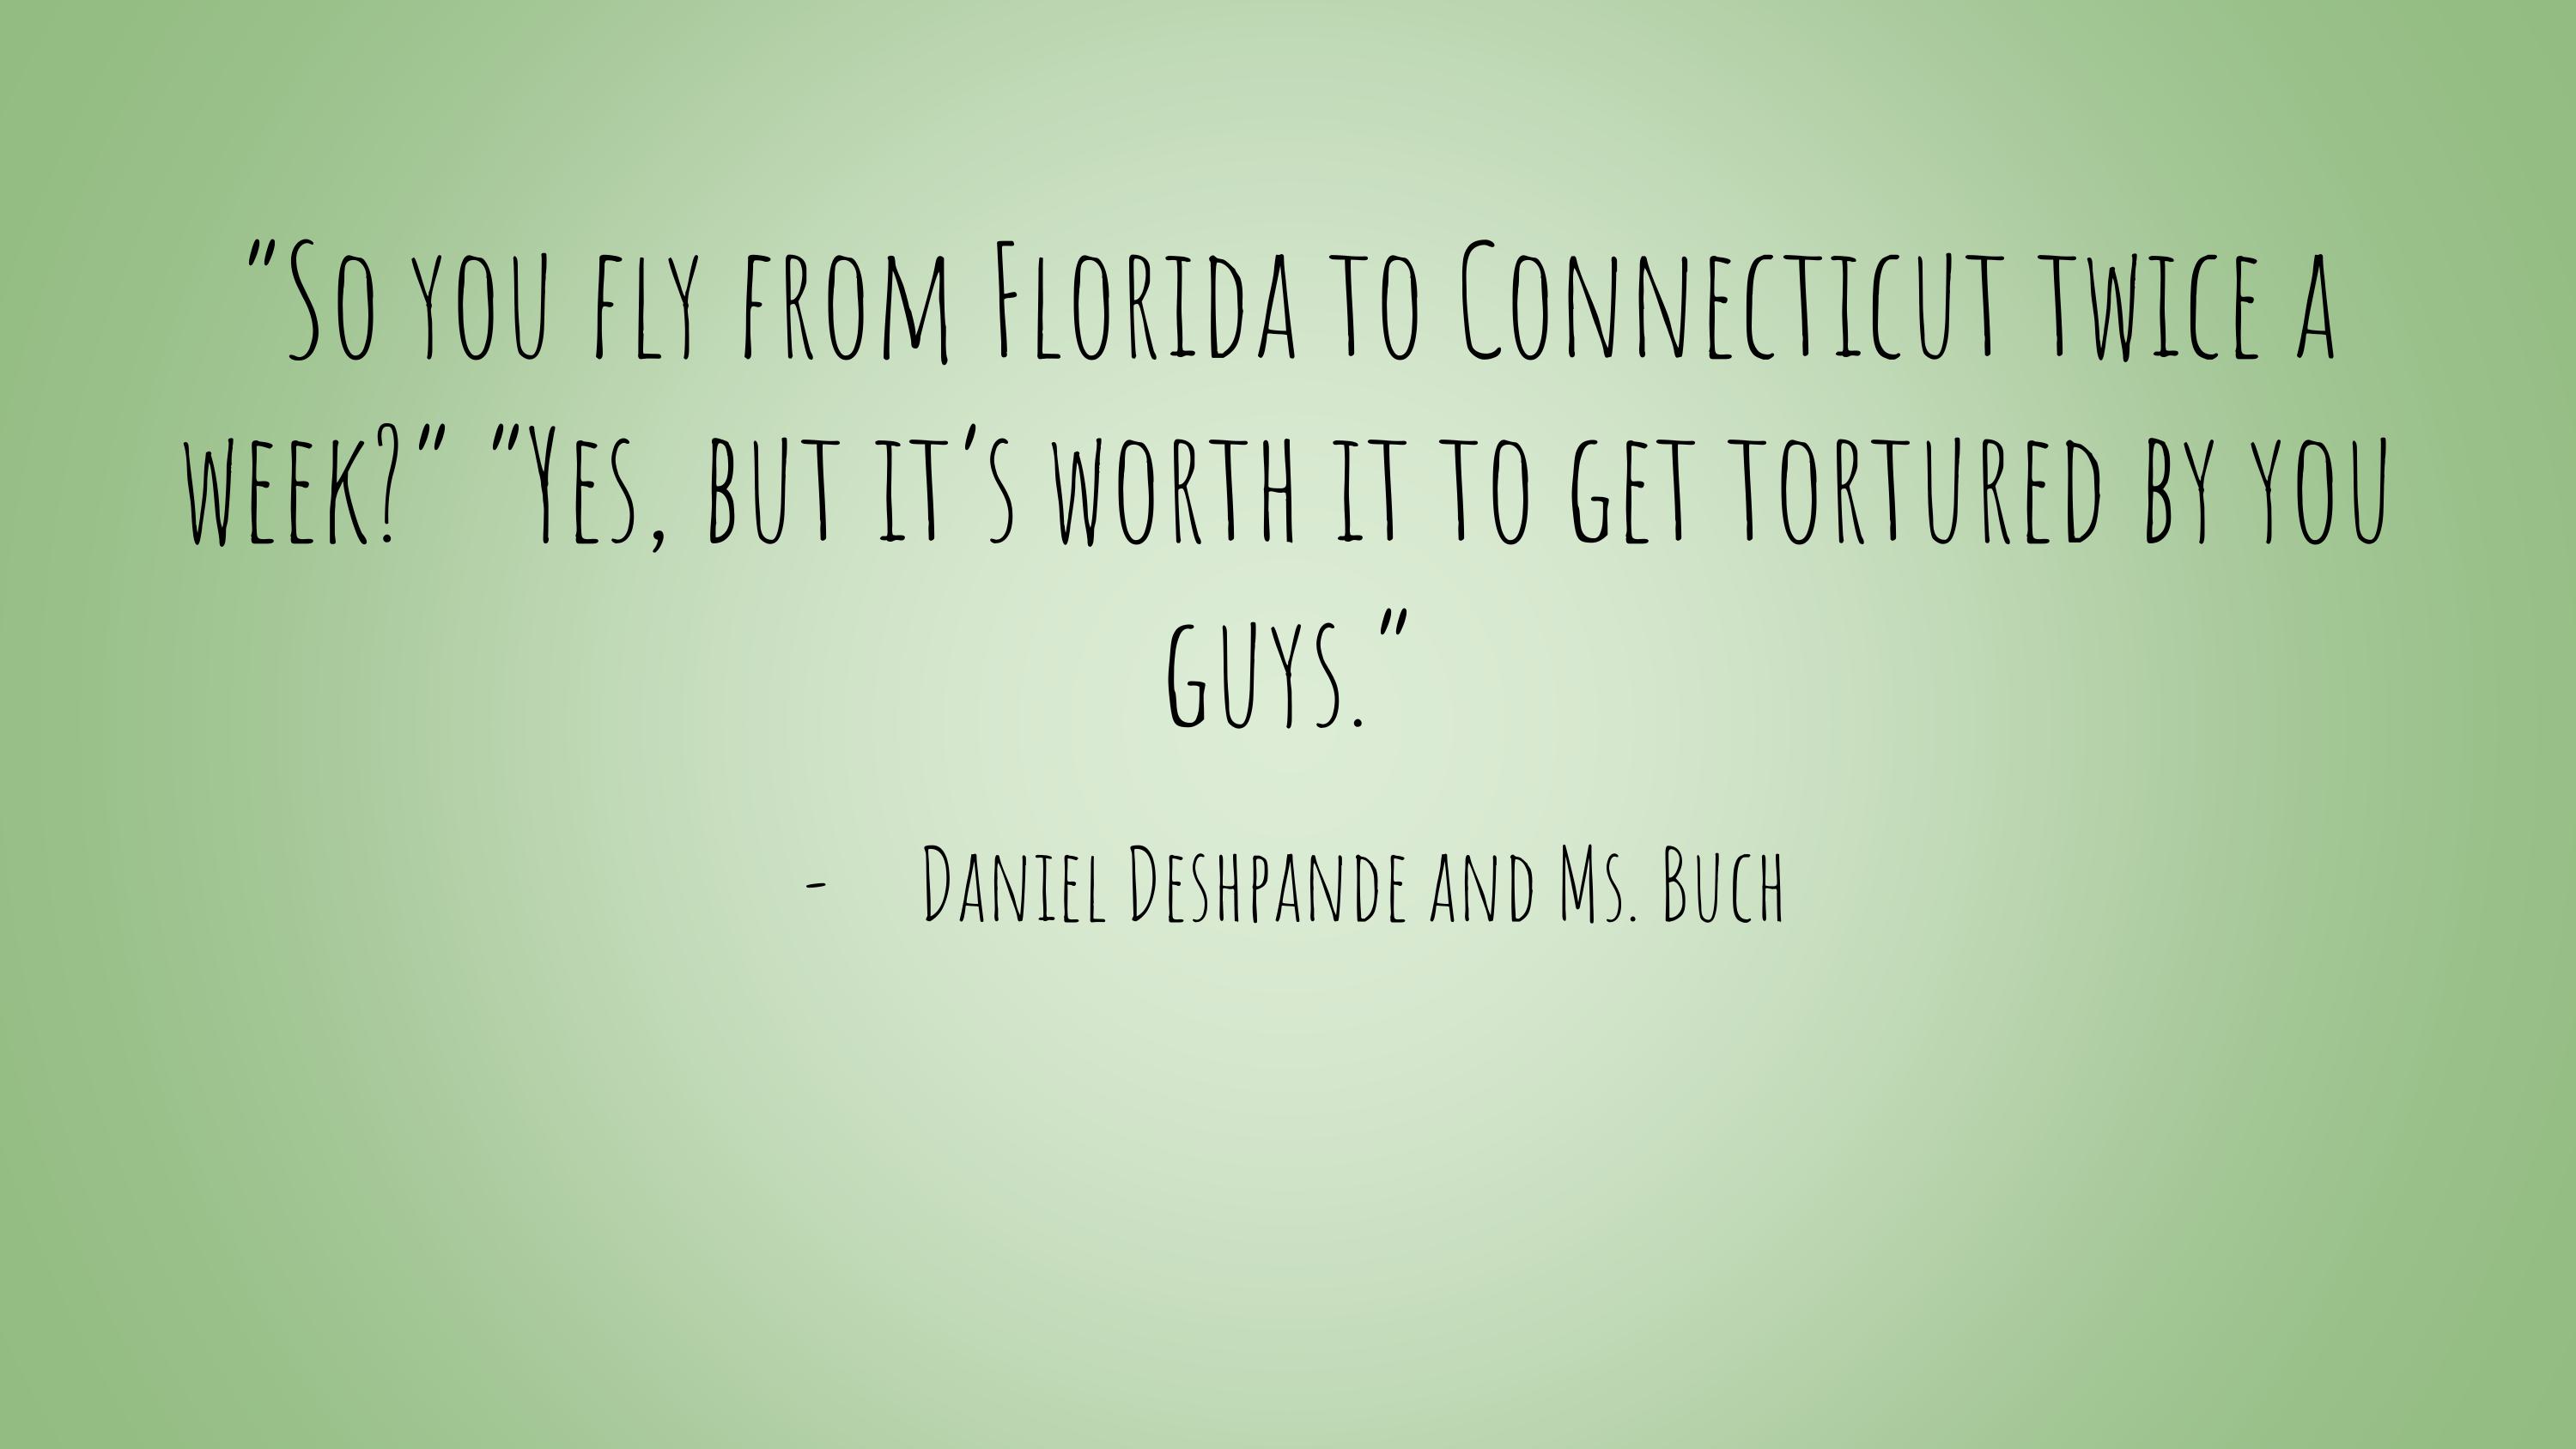 “So you fly from Florida to Connecticut twice a
week?” “Yes, but it’s worth it to get tortured by you
guys.”
- Daniel Deshpande and Ms. Buch